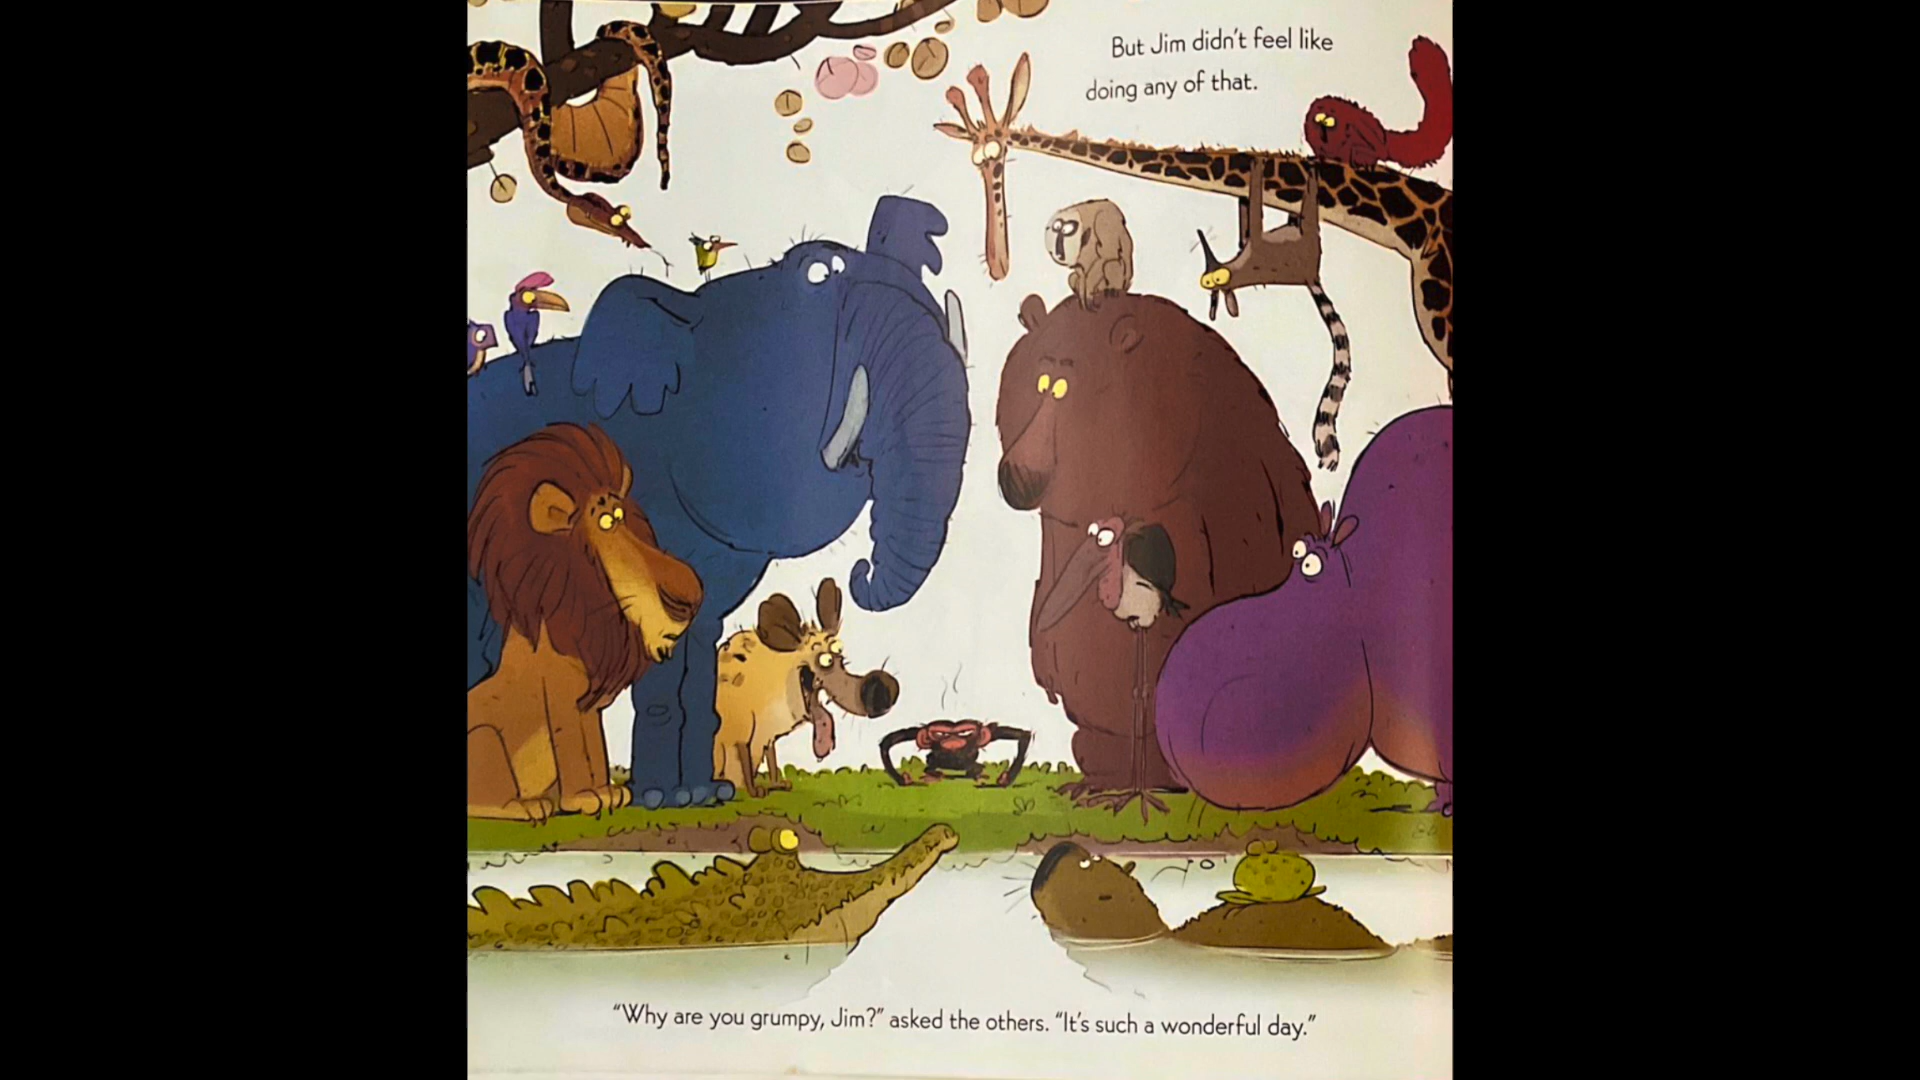 But Jim didn't feel like
doing any of that.
"Why are you grumpy, Jim?" asked the others. "It's such a wonderful day."